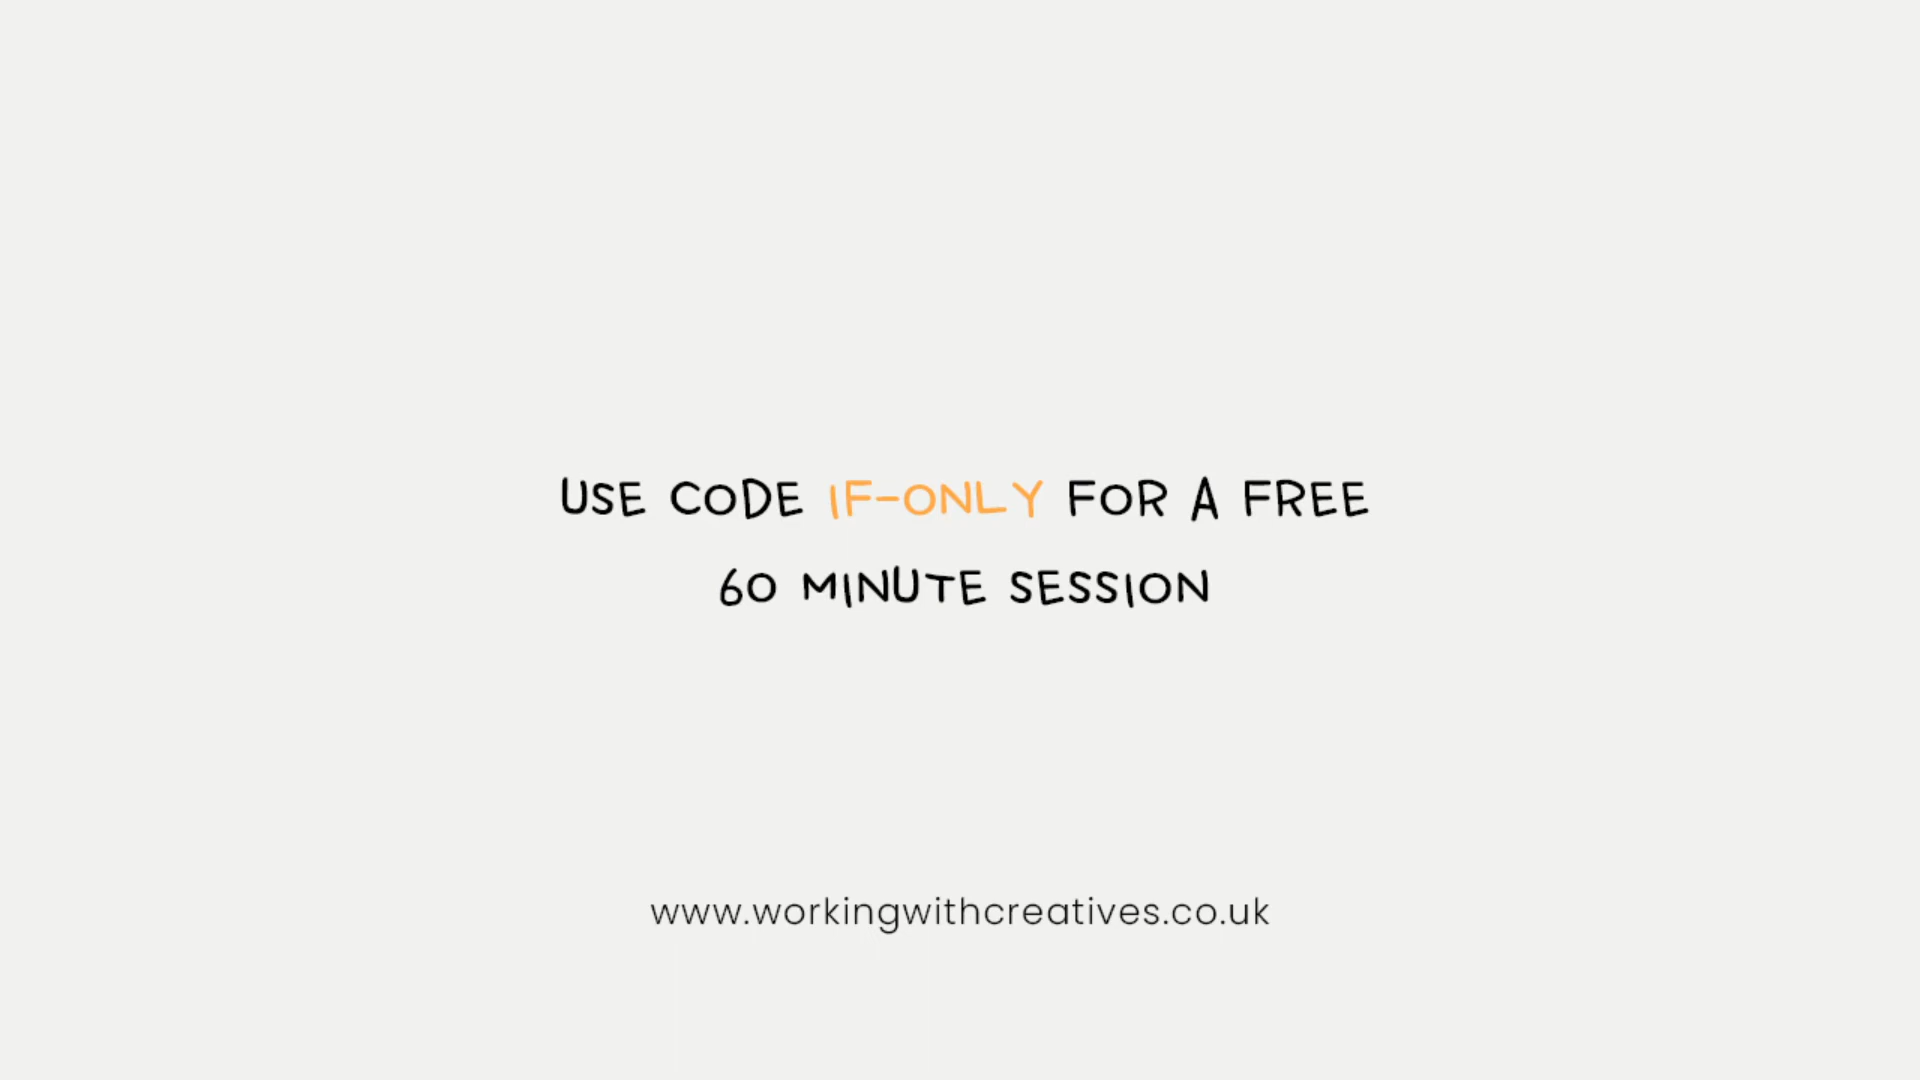 USE CODE IF-ONLY FOR A FREE
60 MINUTE SESSION
www.workingwithcreatives.co.uk